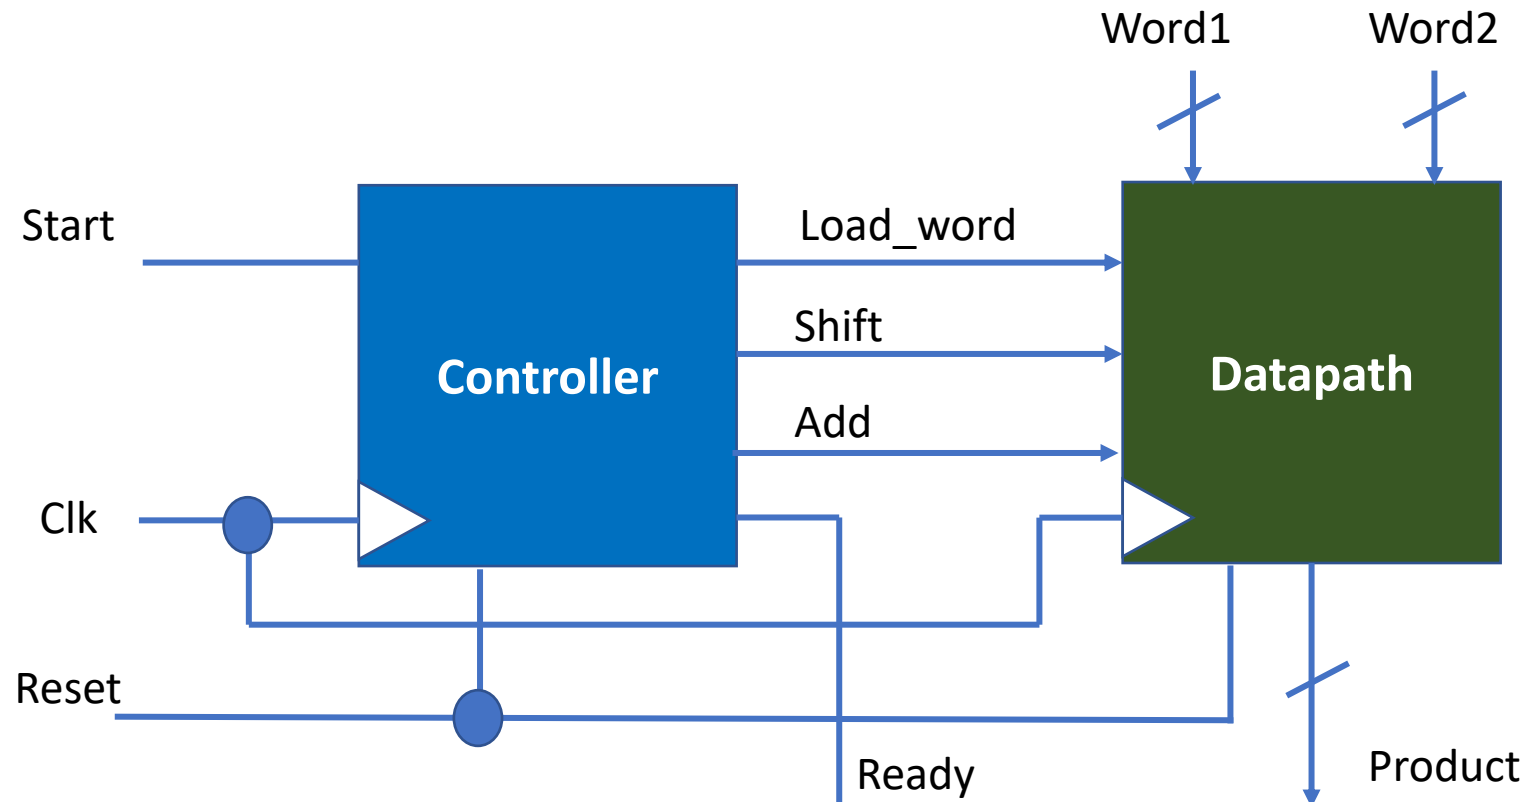 Word1
Word2
Start
Load_word
Shift
Controller
Datapath
Add
Clk
Reset
Ready
Product